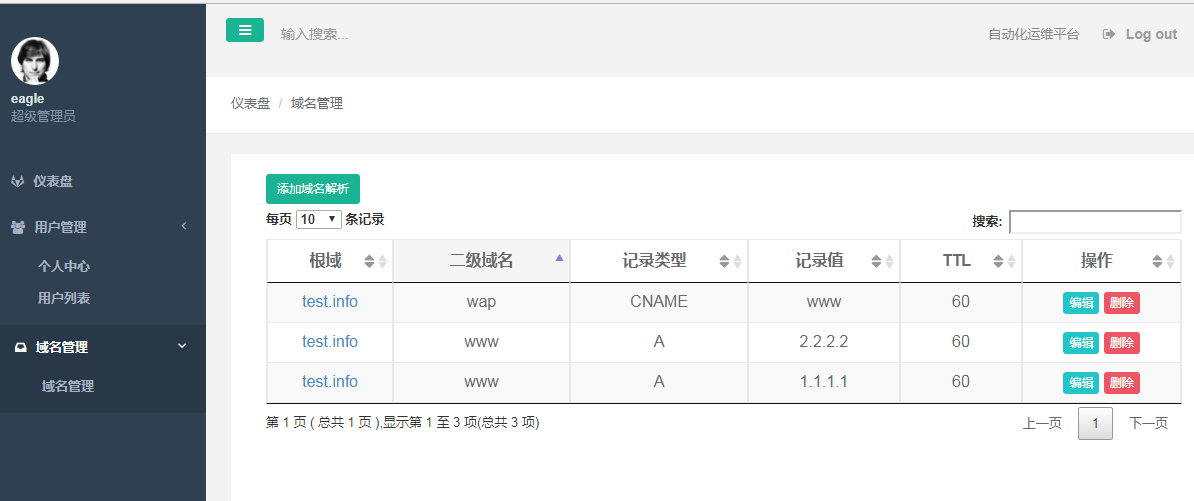 输入搜索...
自动化运维平台 Log out
eagle
超级管理员
仪表盘
用户管理
个人中心
用户列表
域名管理
域名管理
仪表盘 / 域名管理
添加域名解析
每页 10 条记录 搜索:
根域 二级域名 记录类型 记录值 TTL 操作
test.info wap CNAME www 60 编辑 删除
test.info www A 2.2.2.2 60 编辑 删除
test.info www A 1.1.1.1 60 编辑 删除
第 1 页 ( 总共 1 页 ),显示第 1 至 3 项(总共 3 项) 上一页 1 下一页